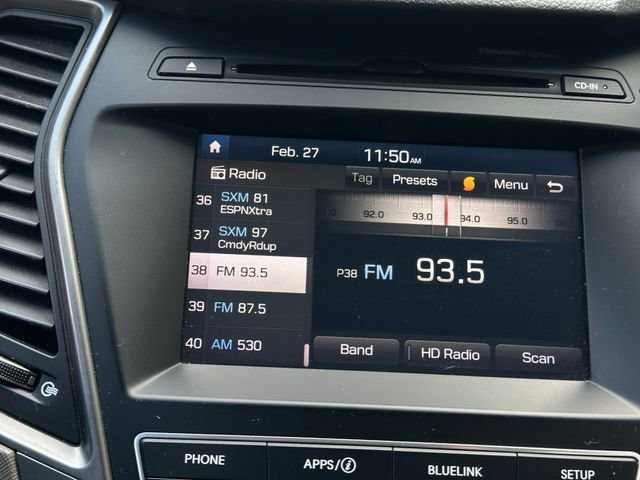 CD-IN
Feb. 27 11:50 AM
Radio Tag Presets Menu
36 SXM 81
ESPNXtra
37 SXM 97
CmdyRdup
38 FM 93.5
39 FM 87.5
40 AM 530
92.0 93.0 94.0 95.0
P38 FM 93.5
Band HD Radio Scan
PHONE APPS/i BLUELINK SETUP